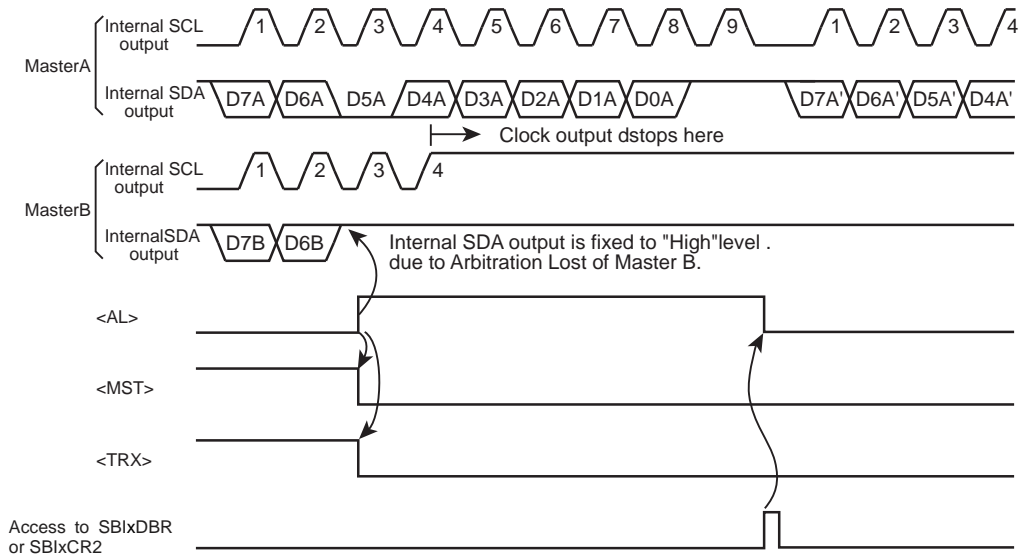 Internal SCL
output
1 2 3 4 5 6 7 8 9 1 2 3 4
MasterA
Internal SDA
output
D7A D6A D5A D4A D3A D2A D1A D0A D7A' D6A' D5A' D4A'
Clock output dstops here
Internal SCL
output
1 2 3 4
MasterB
InternalSDA
output
D7B D6B
Internal SDA output is fixed to "High"level .
due to Arbitration Lost of Master B.
<AL>
<MST>
<TRX>
Access to SBIxDBR
or SBIxCR2